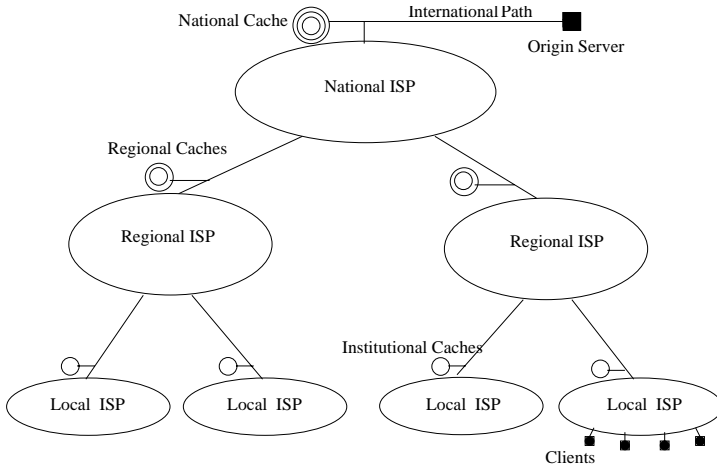 National Cache
International Path
Origin Server
National ISP
Regional Caches
Regional ISP
Regional ISP
Institutional Caches
Local ISP
Local ISP
Local ISP
Local ISP
Clients